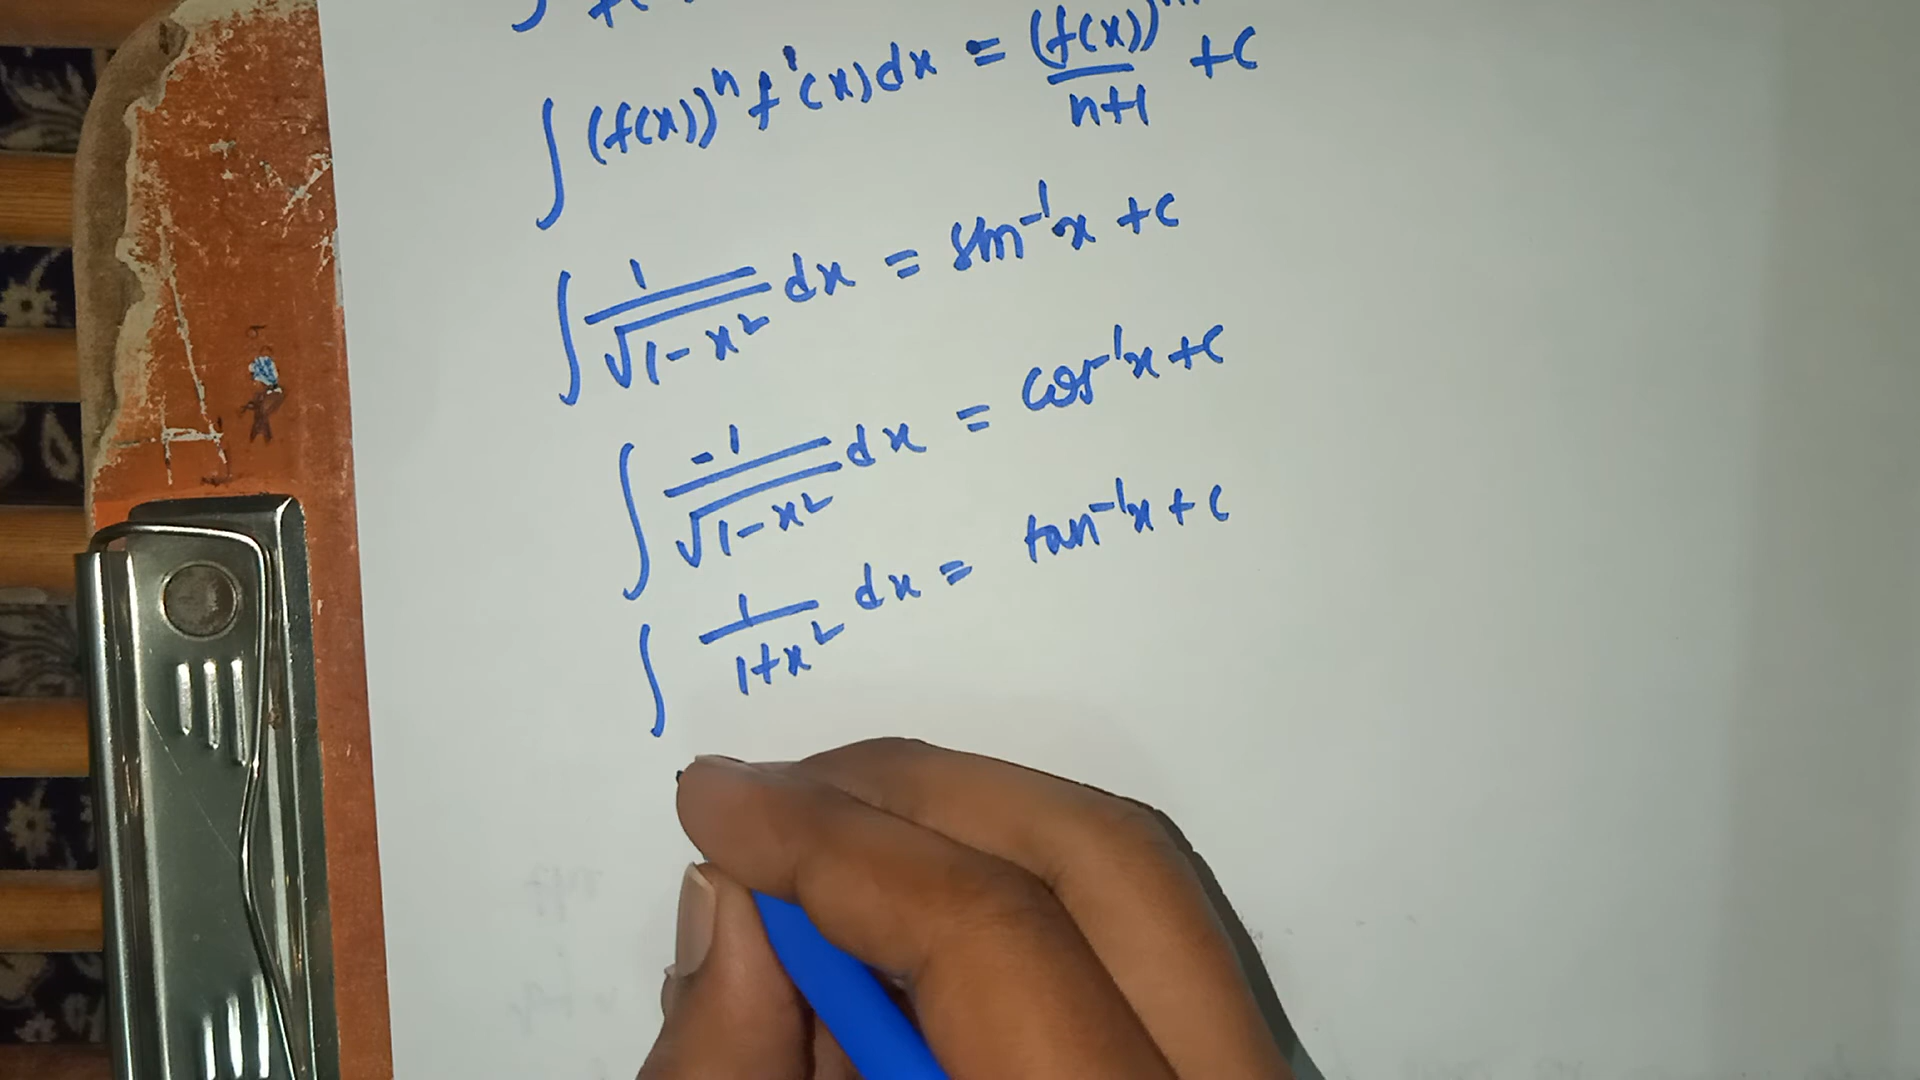 ∫ (f(x))ⁿ f'(x) dx = (f(x))ⁿ / n+1 + c
∫ 1/√1-x² dx = sin⁻¹x + c
∫ -1/√1-x² dx = cos⁻¹x + c
∫ 1/1+x² dx = tan⁻¹x + c